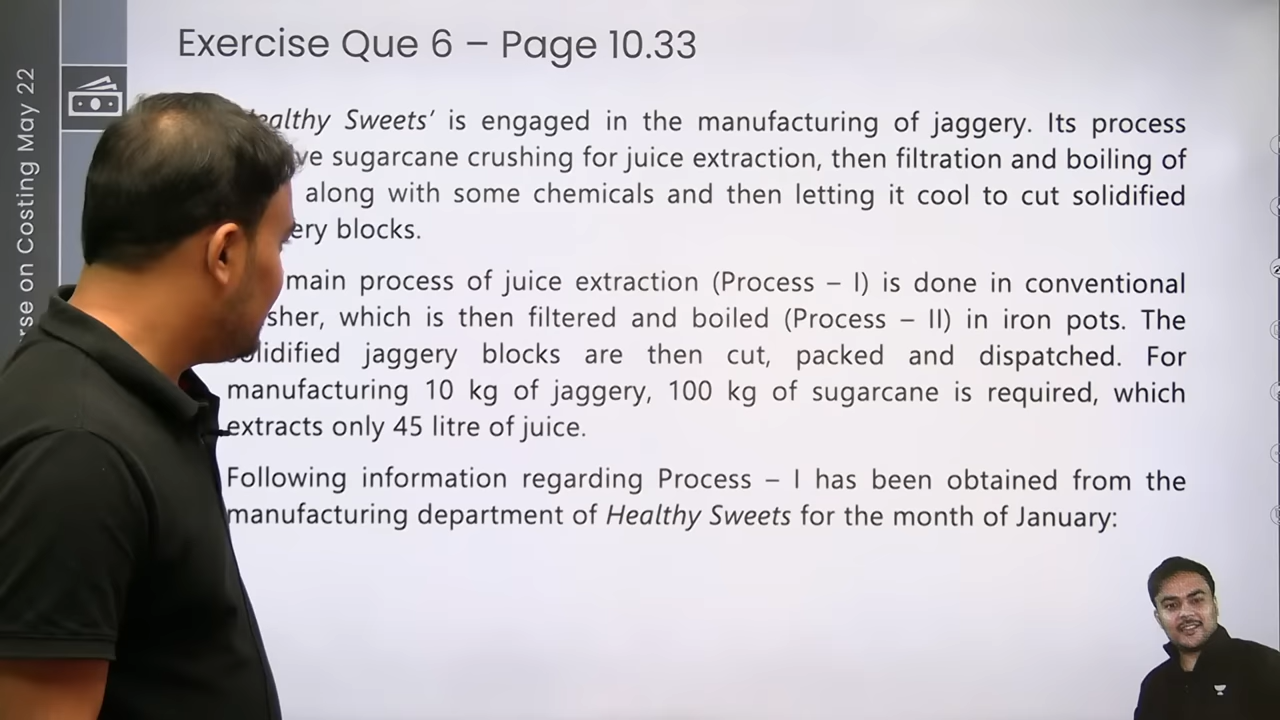 Exercise Que 6 – Page 10.33
rse on Costing May 22
ealthy Sweets' is engaged in the manufacturing of jaggery. Its process
ve sugarcane crushing for juice extraction, then filtration and boiling of
along with some chemicals and then letting it cool to cut solidified
ery blocks.
main process of juice extraction (Process – I) is done in conventional
sher, which is then filtered and boiled (Process – II) in iron pots. The
olidified jaggery blocks are then cut, packed and dispatched. For
manufacturing 10 kg of jaggery, 100 kg of sugarcane is required, which
extracts only 45 litre of juice.
Following information regarding Process – I has been obtained from the
manufacturing department of Healthy Sweets for the month of January: